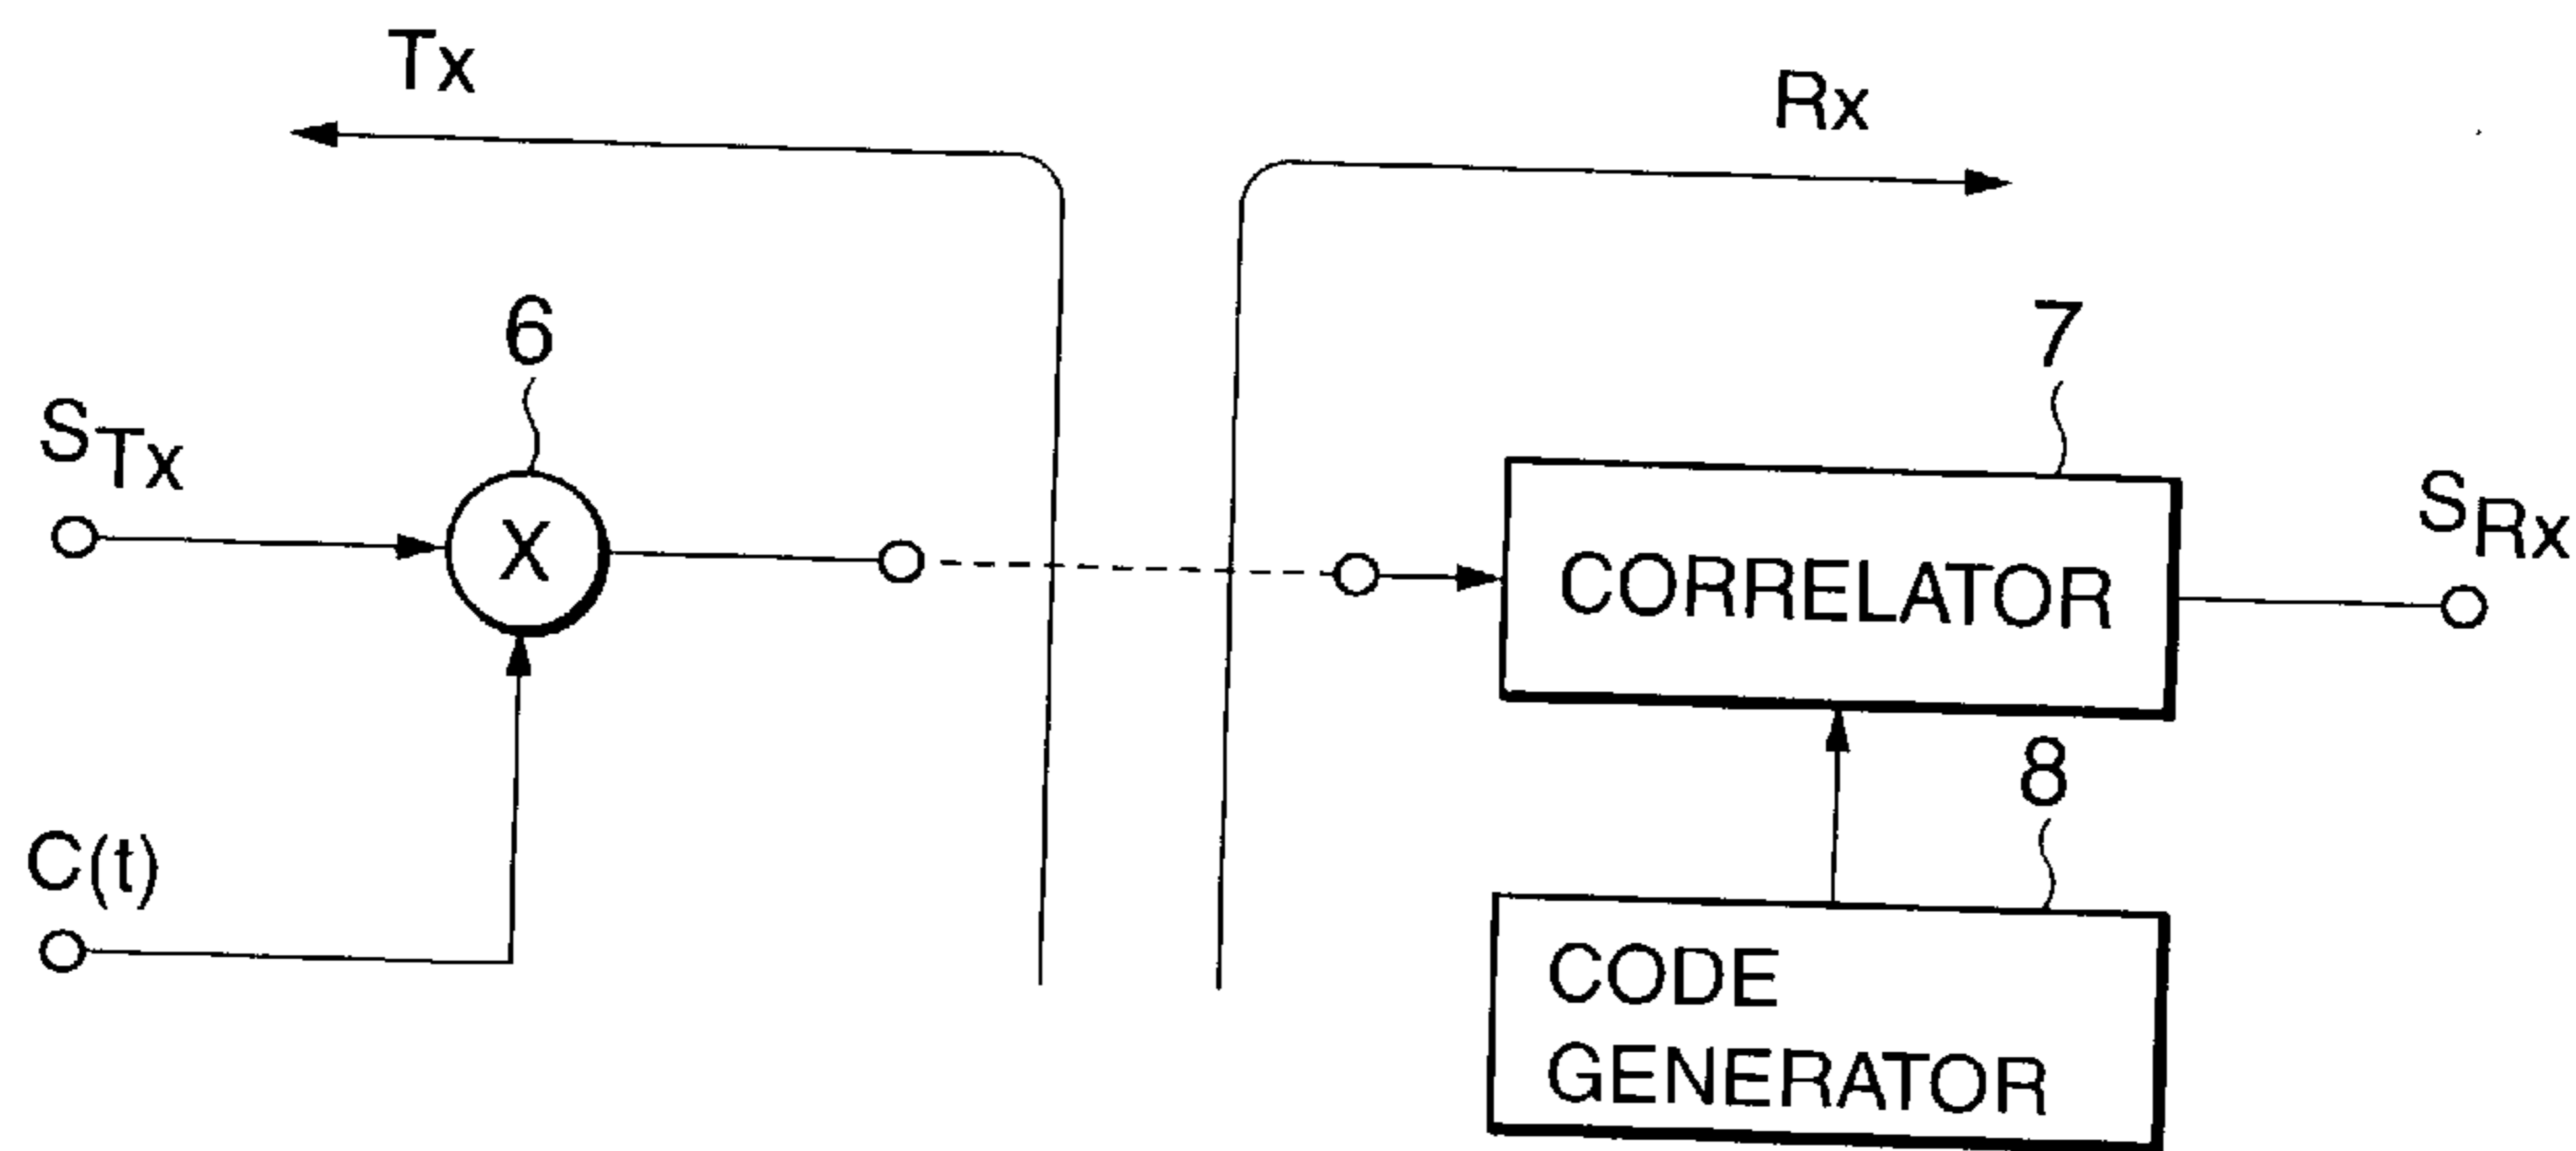 Tx
Rx
6
7
STx
X
CORRELATOR
SRx
8
C(t)
CODE
GENERATOR